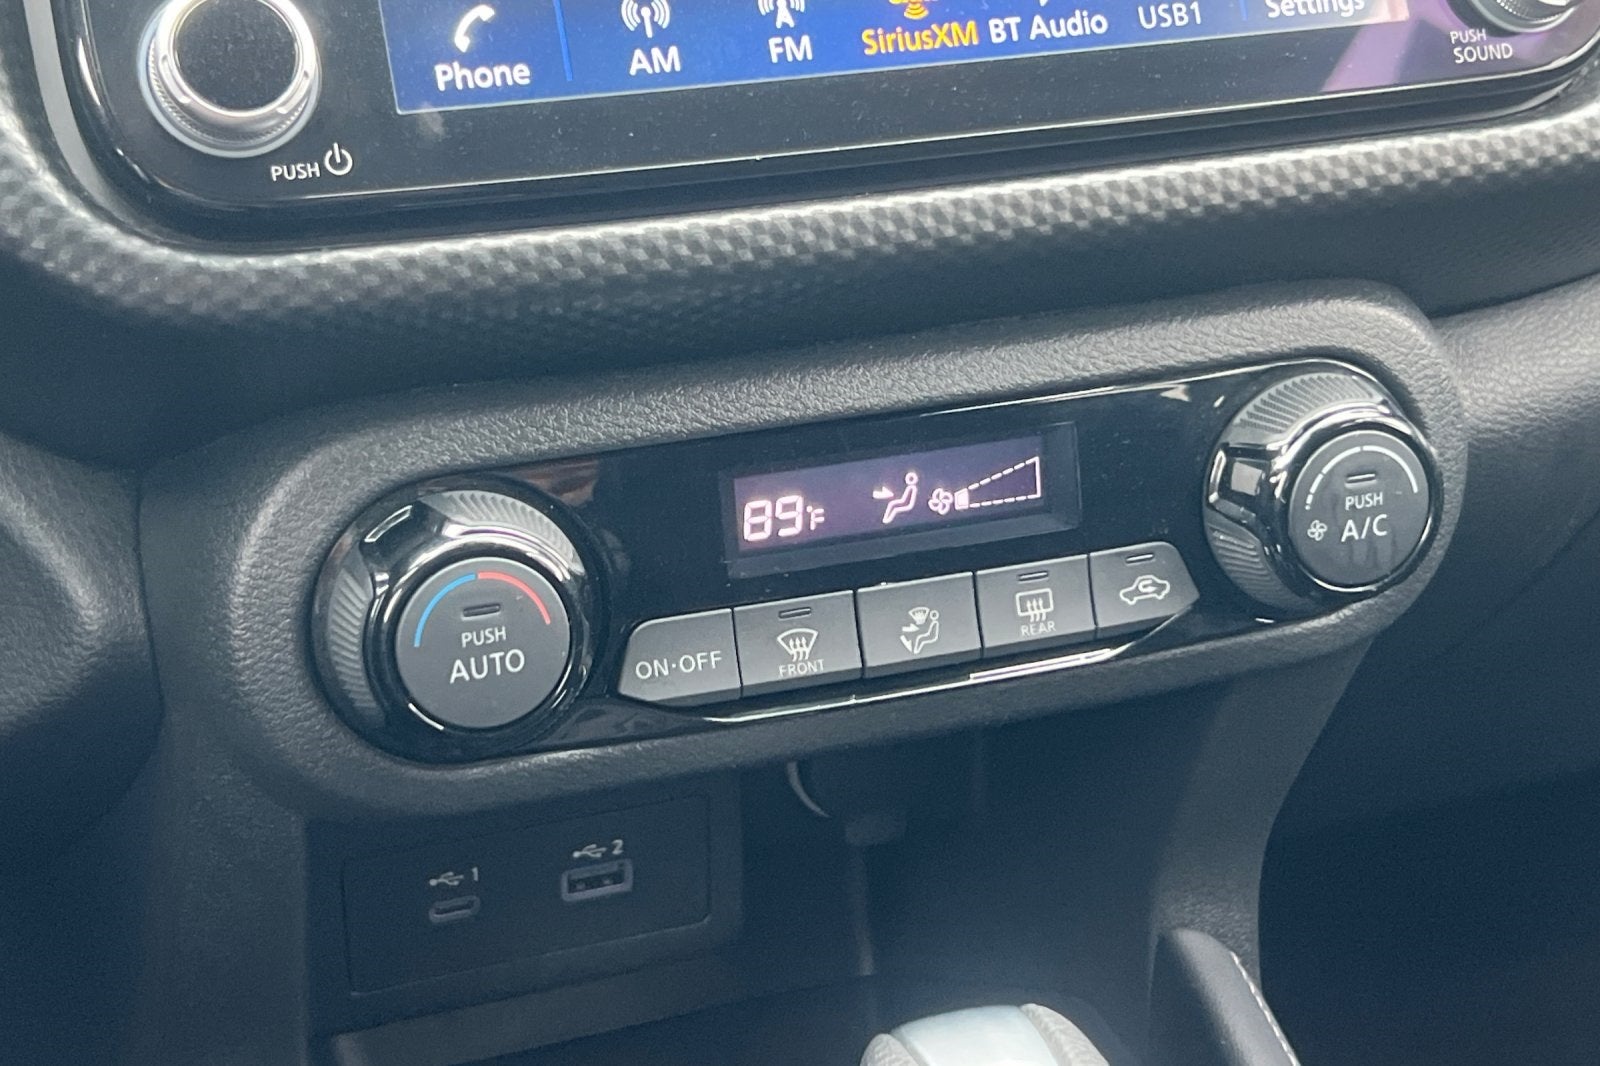 Phone
AM
FM
SiriusXM
BT Audio
USB1
Settings
PUSH
SOUND
PUSH
89°F
PUSH
A/C
PUSH
AUTO
ON·OFF
FRONT
REAR
1
2